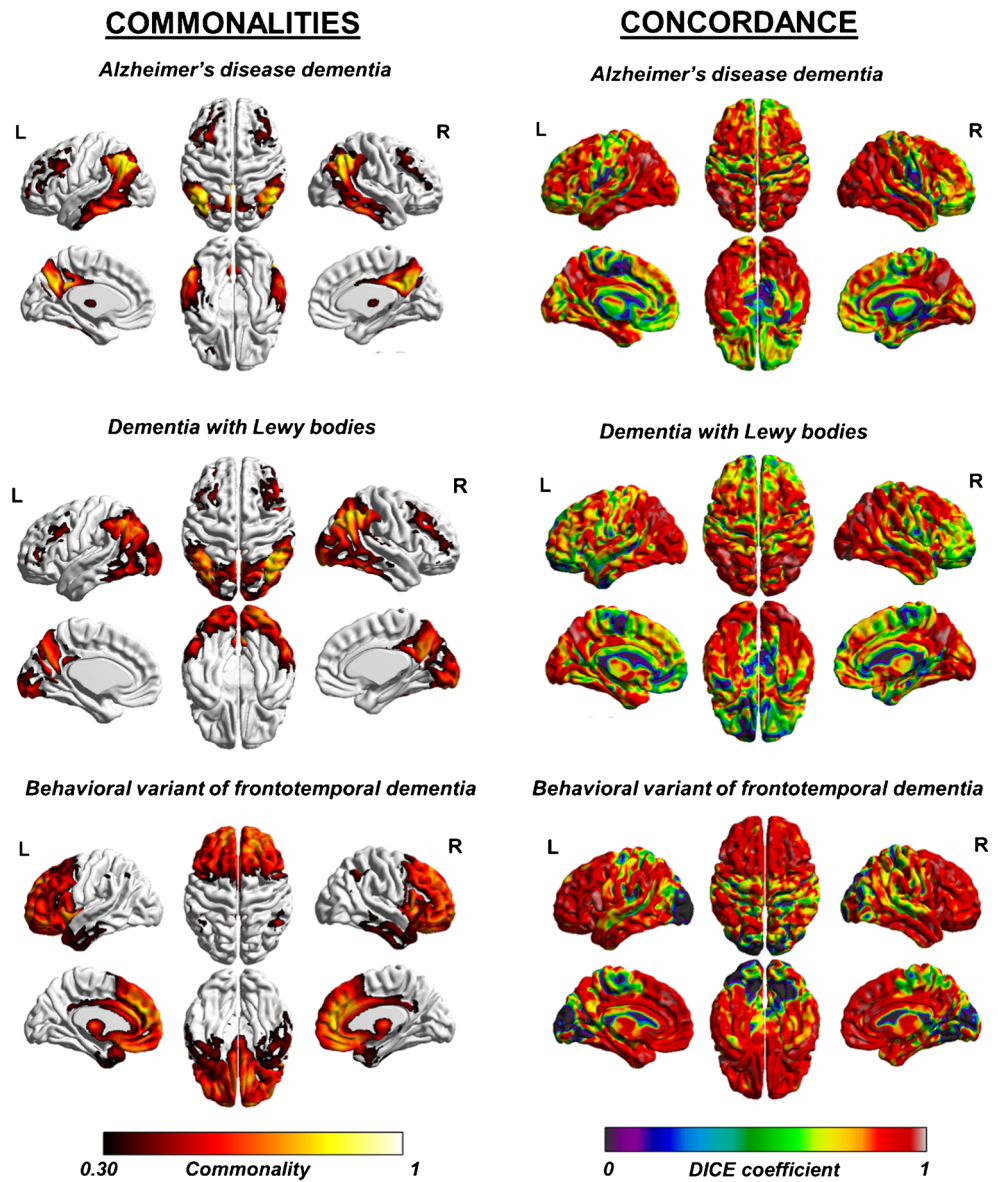 COMMONALITIES
CONCORDANCE
Alzheimer's disease dementia
Alzheimer's disease dementia
L
R
L
R
Dementia with Lewy bodies
Dementia with Lewy bodies
L
R
L
R
Behavioral variant of frontotemporal dementia
Behavioral variant of frontotemporal dementia
L
R
L
R
0.30
Commonality
1
0
DICE coefficient
1